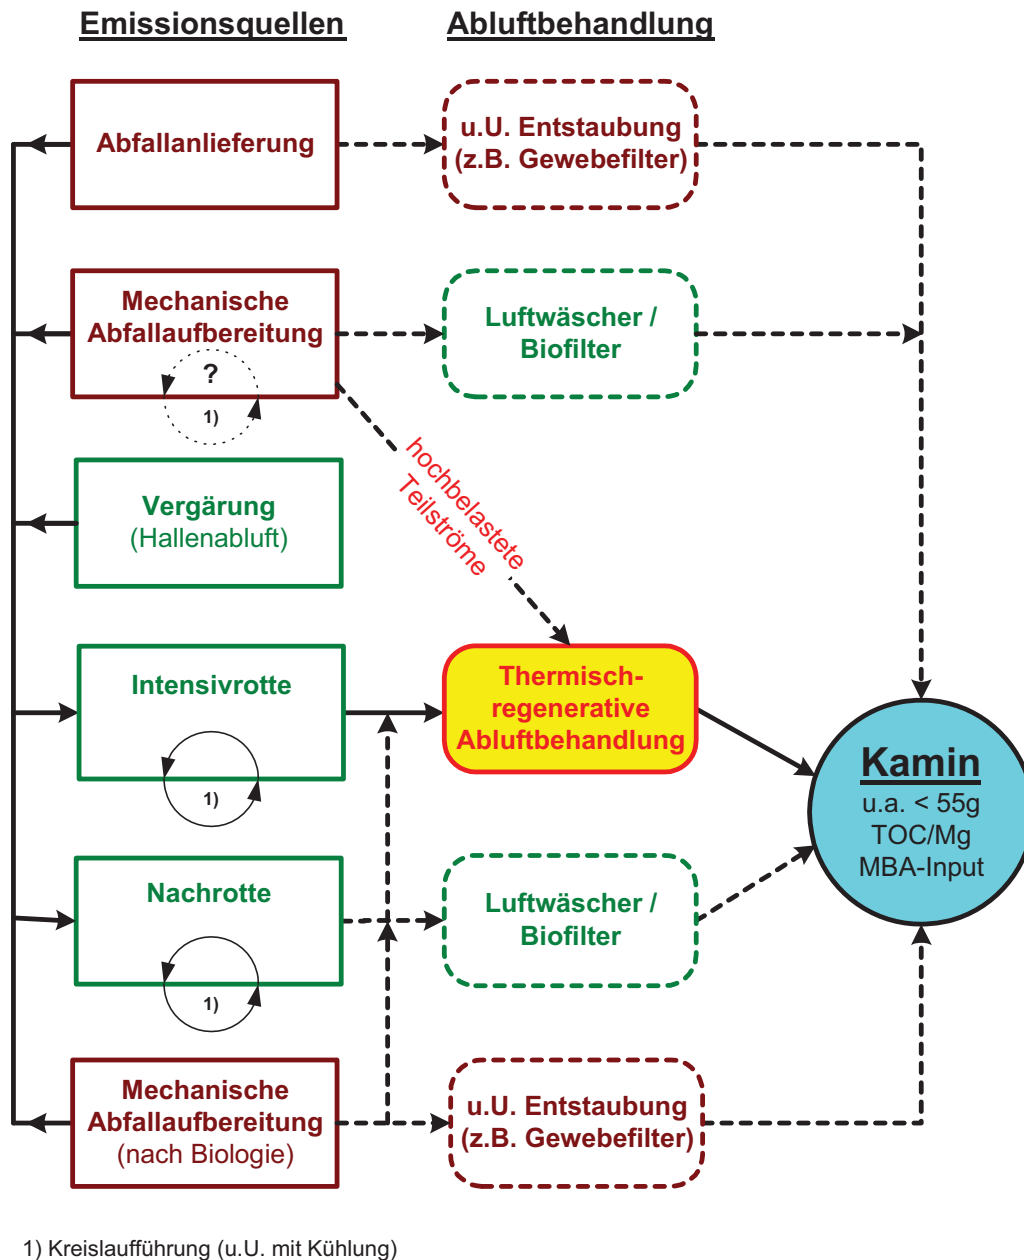 Emissionsquellen
Abluftbehandlung
Abfallanlieferung
u.U. Entstaubung
(z.B. Gewebefilter)
Mechanische
Abfallaufbereitung
?
1)
Luftwäscher /
Biofilter
hochbelastete
Teilströme
Vergärung
(Hallenabluft)
Intensivrotte
1)
Thermisch-
regenerative
Abluftbehandlung
Kamin
u.a. < 55g
TOC/Mg
MBA-Input
Nachrotte
1)
Luftwäscher /
Biofilter
Mechanische
Abfallaufbereitung
(nach Biologie)
u.U. Entstaubung
(z.B. Gewebefilter)
1) Kreislaufführung (u.U. mit Kühlung)